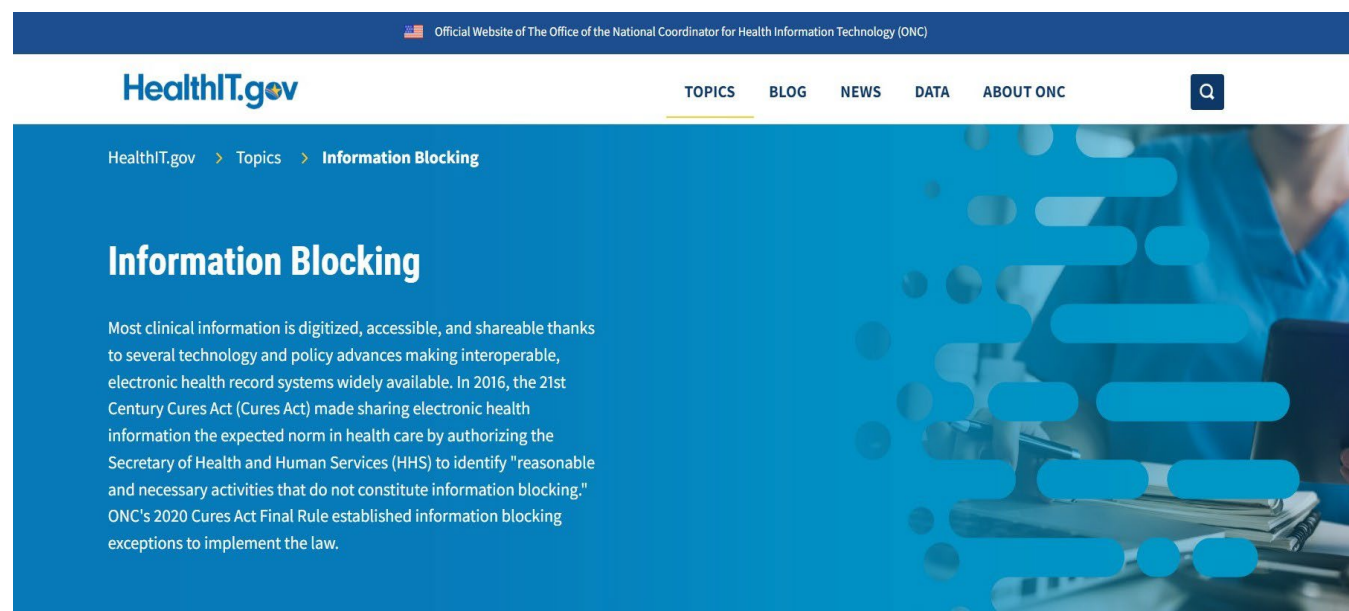 Official Website of The Office of the National Coordinator for Health Information Technology (ONC)
HealthIT.gov
TOPICS BLOG NEWS DATA ABOUT ONC
HealthIT.gov > Topics > Information Blocking
Information Blocking
Most clinical information is digitized, accessible, and shareable thanks
to several technology and policy advances making interoperable,
electronic health record systems widely available. In 2016, the 21st
Century Cures Act (Cures Act) made sharing electronic health
information the expected norm in health care by authorizing the
Secretary of Health and Human Services (HHS) to identify "reasonable
and necessary activities that do not constitute information blocking."
ONC's 2020 Cures Act Final Rule established information blocking
exceptions to implement the law.